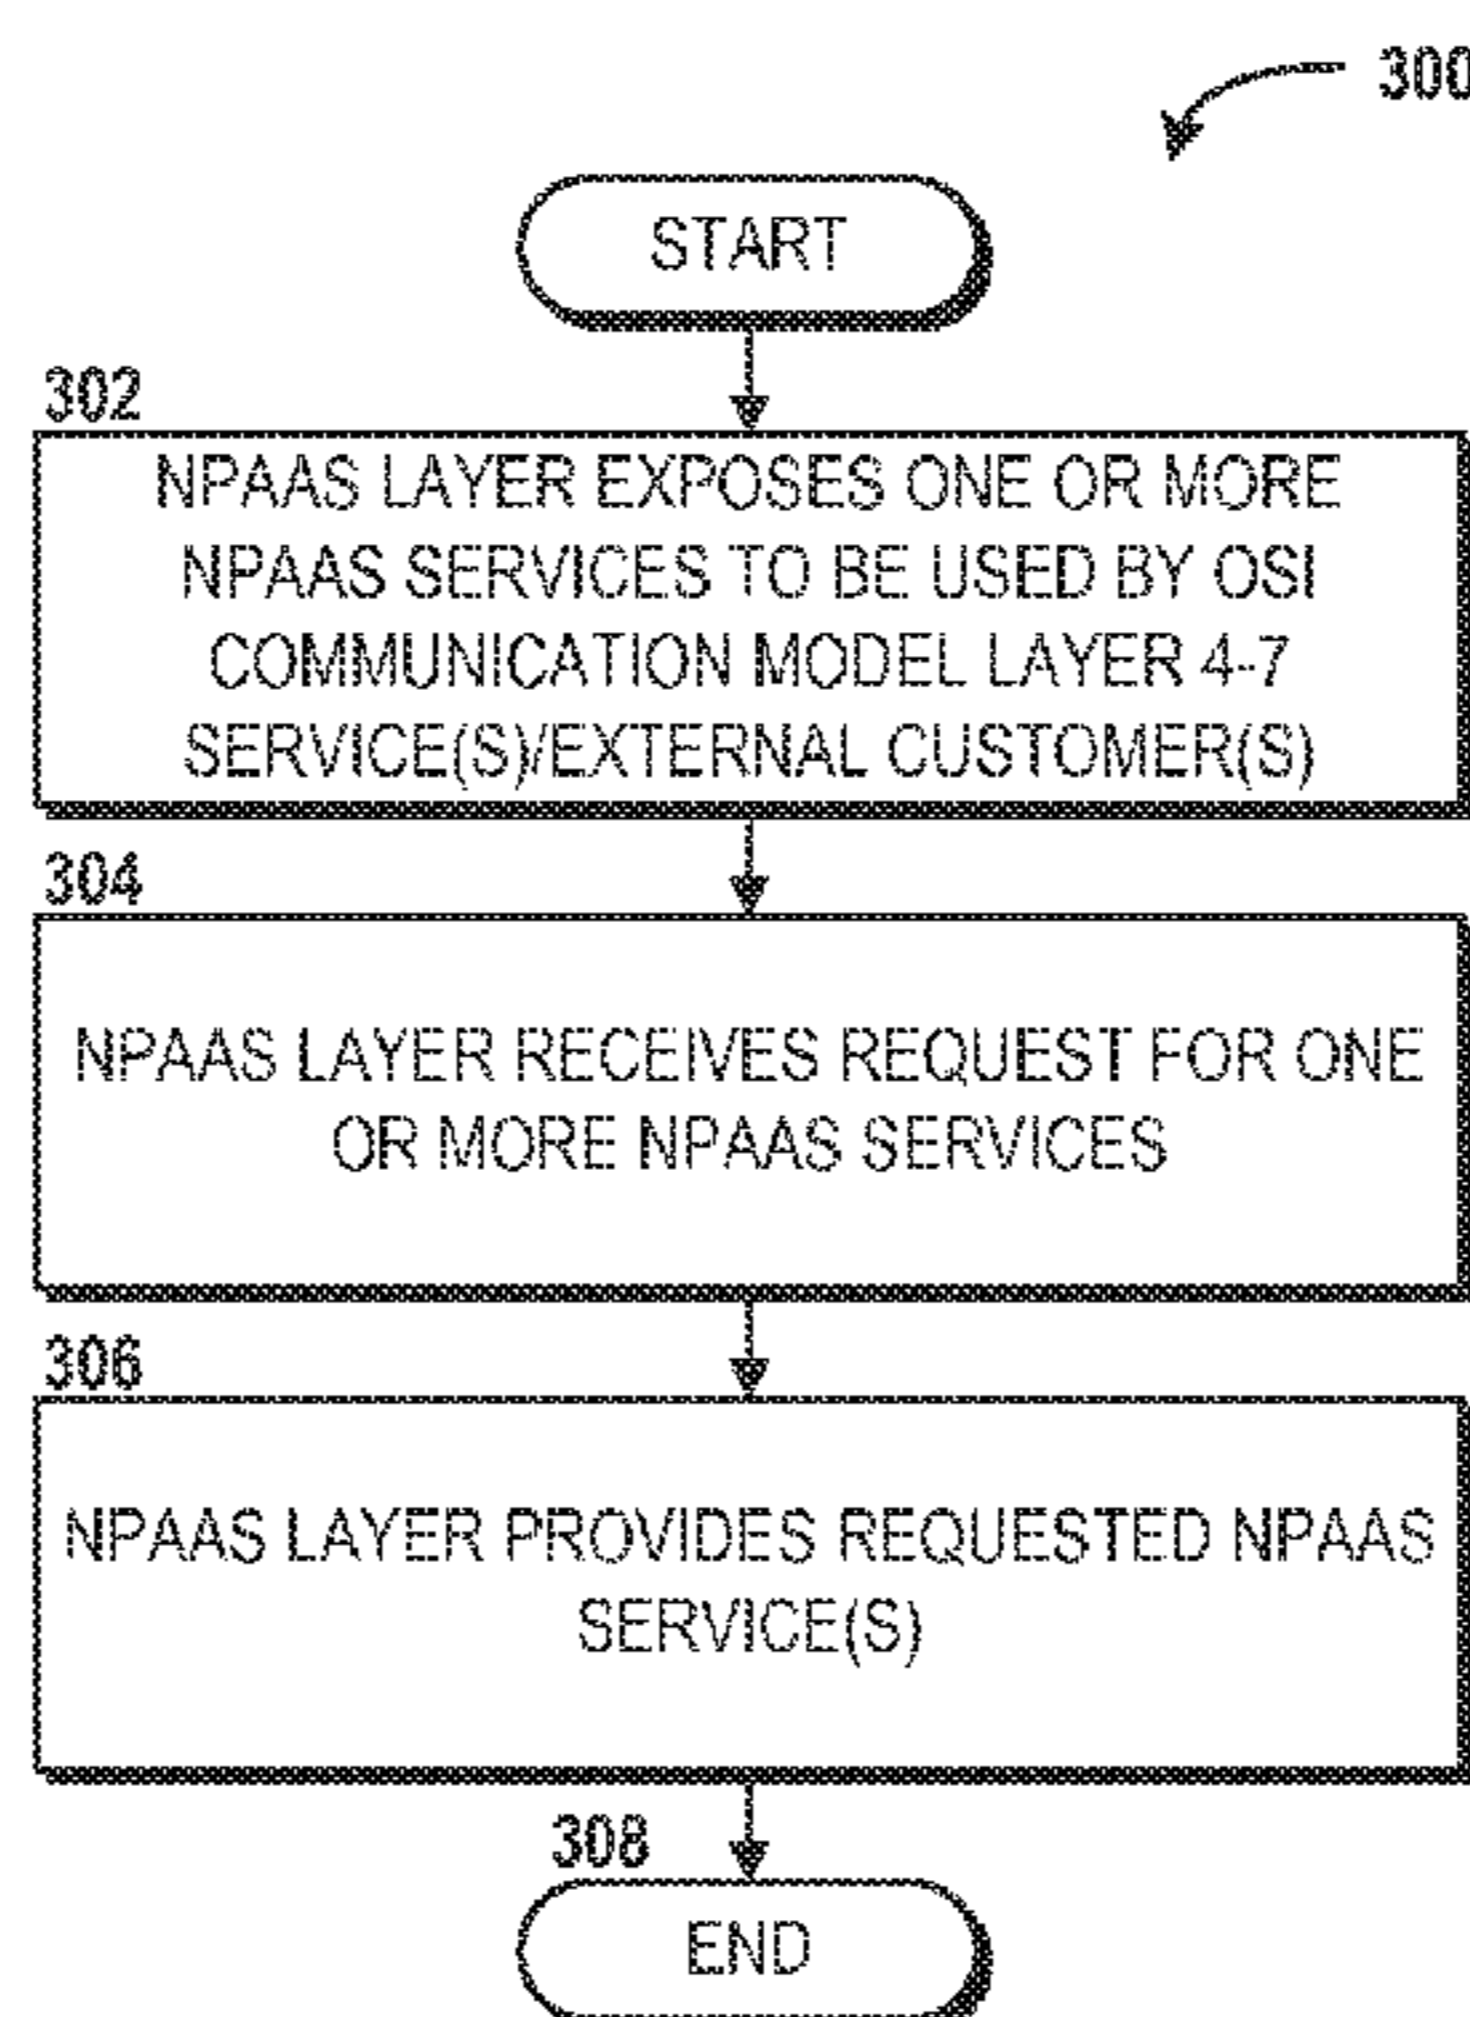 300
START
302
NPAAS LAYER EXPOSES ONE OR MORE
NPAAS SERVICES TO BE USED BY OSI
COMMUNICATION MODEL LAYER 4-7
SERVICE(S)/EXTERNAL CUSTOMER(S)
304
NPAAS LAYER RECEIVES REQUEST FOR ONE
OR MORE NPAAS SERVICES
306
NPAAS LAYER PROVIDES REQUESTED NPAAS
SERVICE(S)
308
END